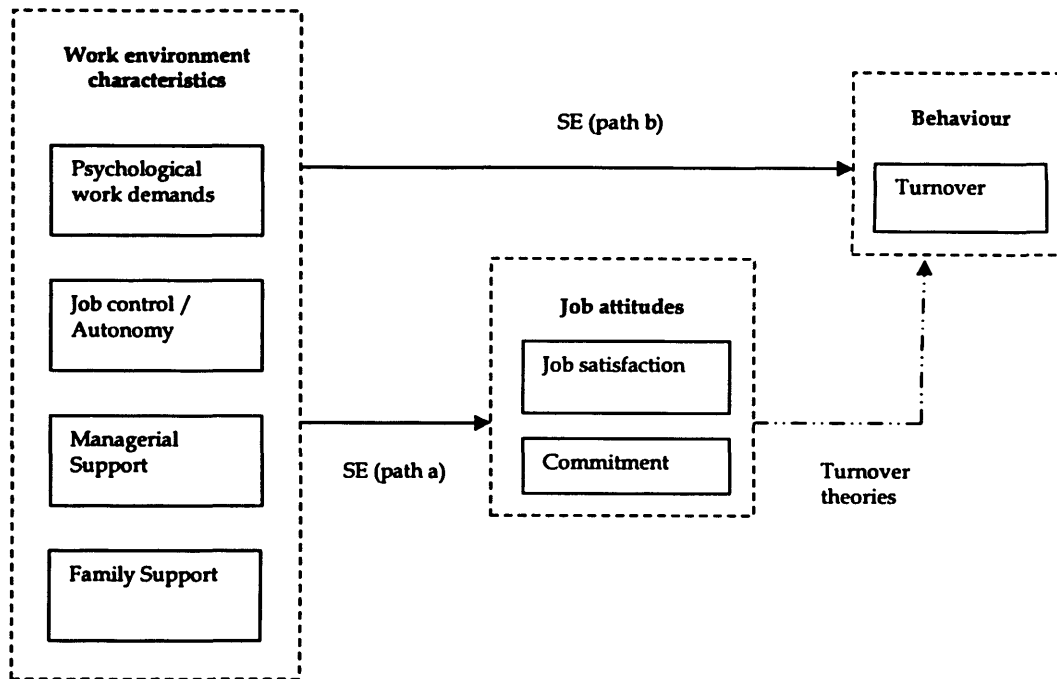 Work environment
characteristics
Psychological
work demands
Job control /
Autonomy
Managerial
Support
Family Support
SE (path b)
SE (path a)
Job attitudes
Job satisfaction
Commitment
Behaviour
Turnover
Turnover
theories